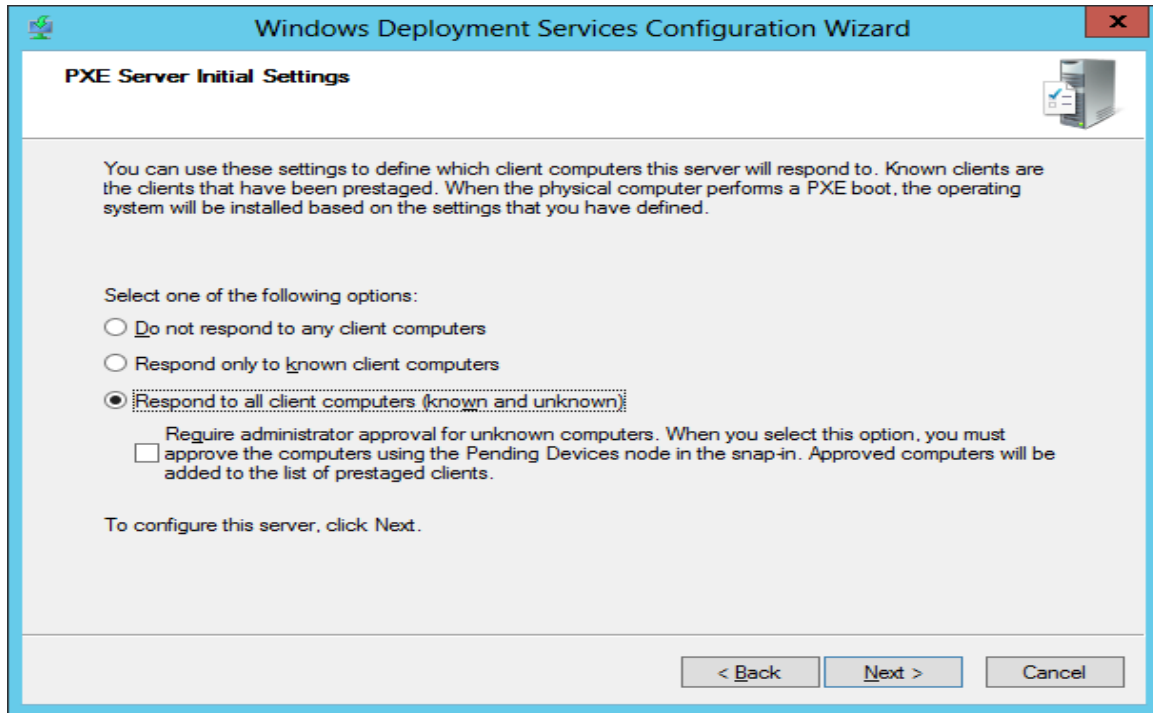 Windows Deployment Services Configuration Wizard
x
PXE Server Initial Settings
You can use these settings to define which client computers this server will respond to. Known clients are
the clients that have been prestaged. When the physical computer performs a PXE boot, the operating
system will be installed based on the settings that you have defined.
Select one of the following options:
Do not respond to any client computers
Respond only to known client computers
Respond to all client computers (known and unknown)
Require administrator approval for unknown computers. When you select this option, you must
approve the computers using the Pending Devices node in the snap-in. Approved computers will be
added to the list of prestaged clients.
To configure this server, click Next.
< Back Next > Cancel